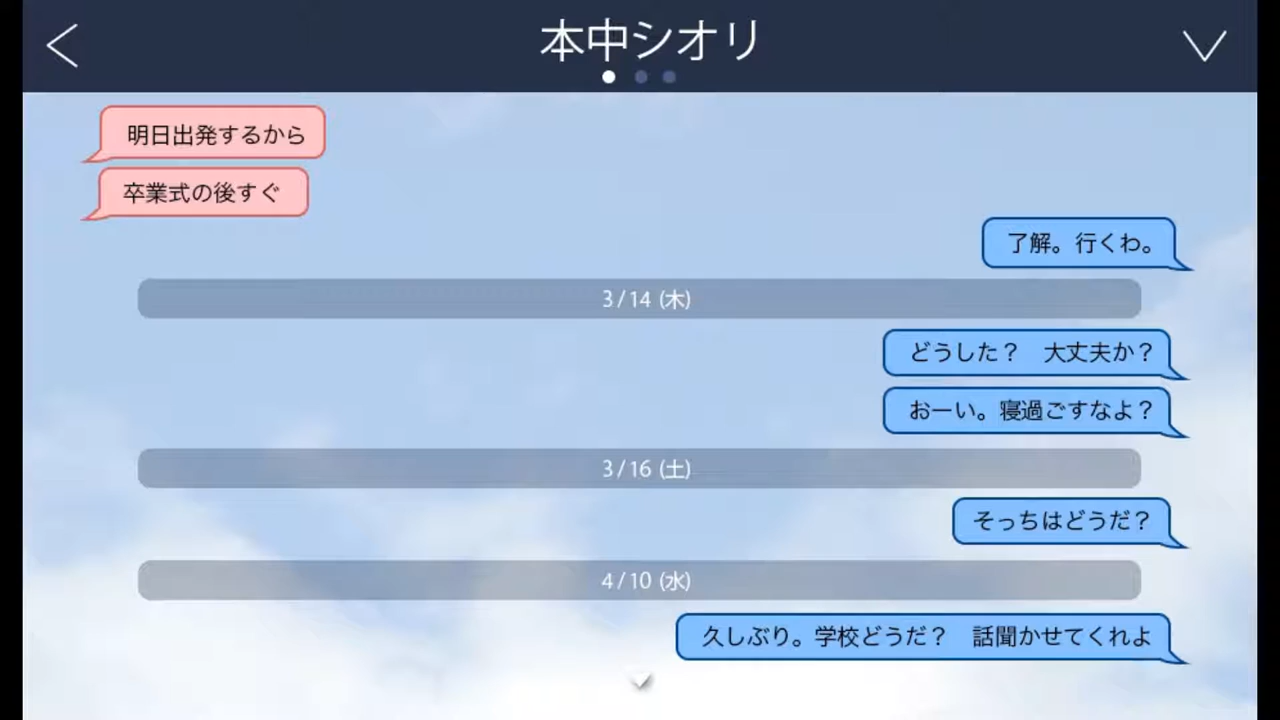 本中シオリ
明日出発するから
卒業式の後すぐ
了解。行くわ。
3/14 (木)
どうした？　大丈夫か？
おーい。寝過ごすなよ？
3/16 (土)
そっちはどうだ？
4/10 (水)
久しぶり。学校どうだ？　話聞かせてくれよ